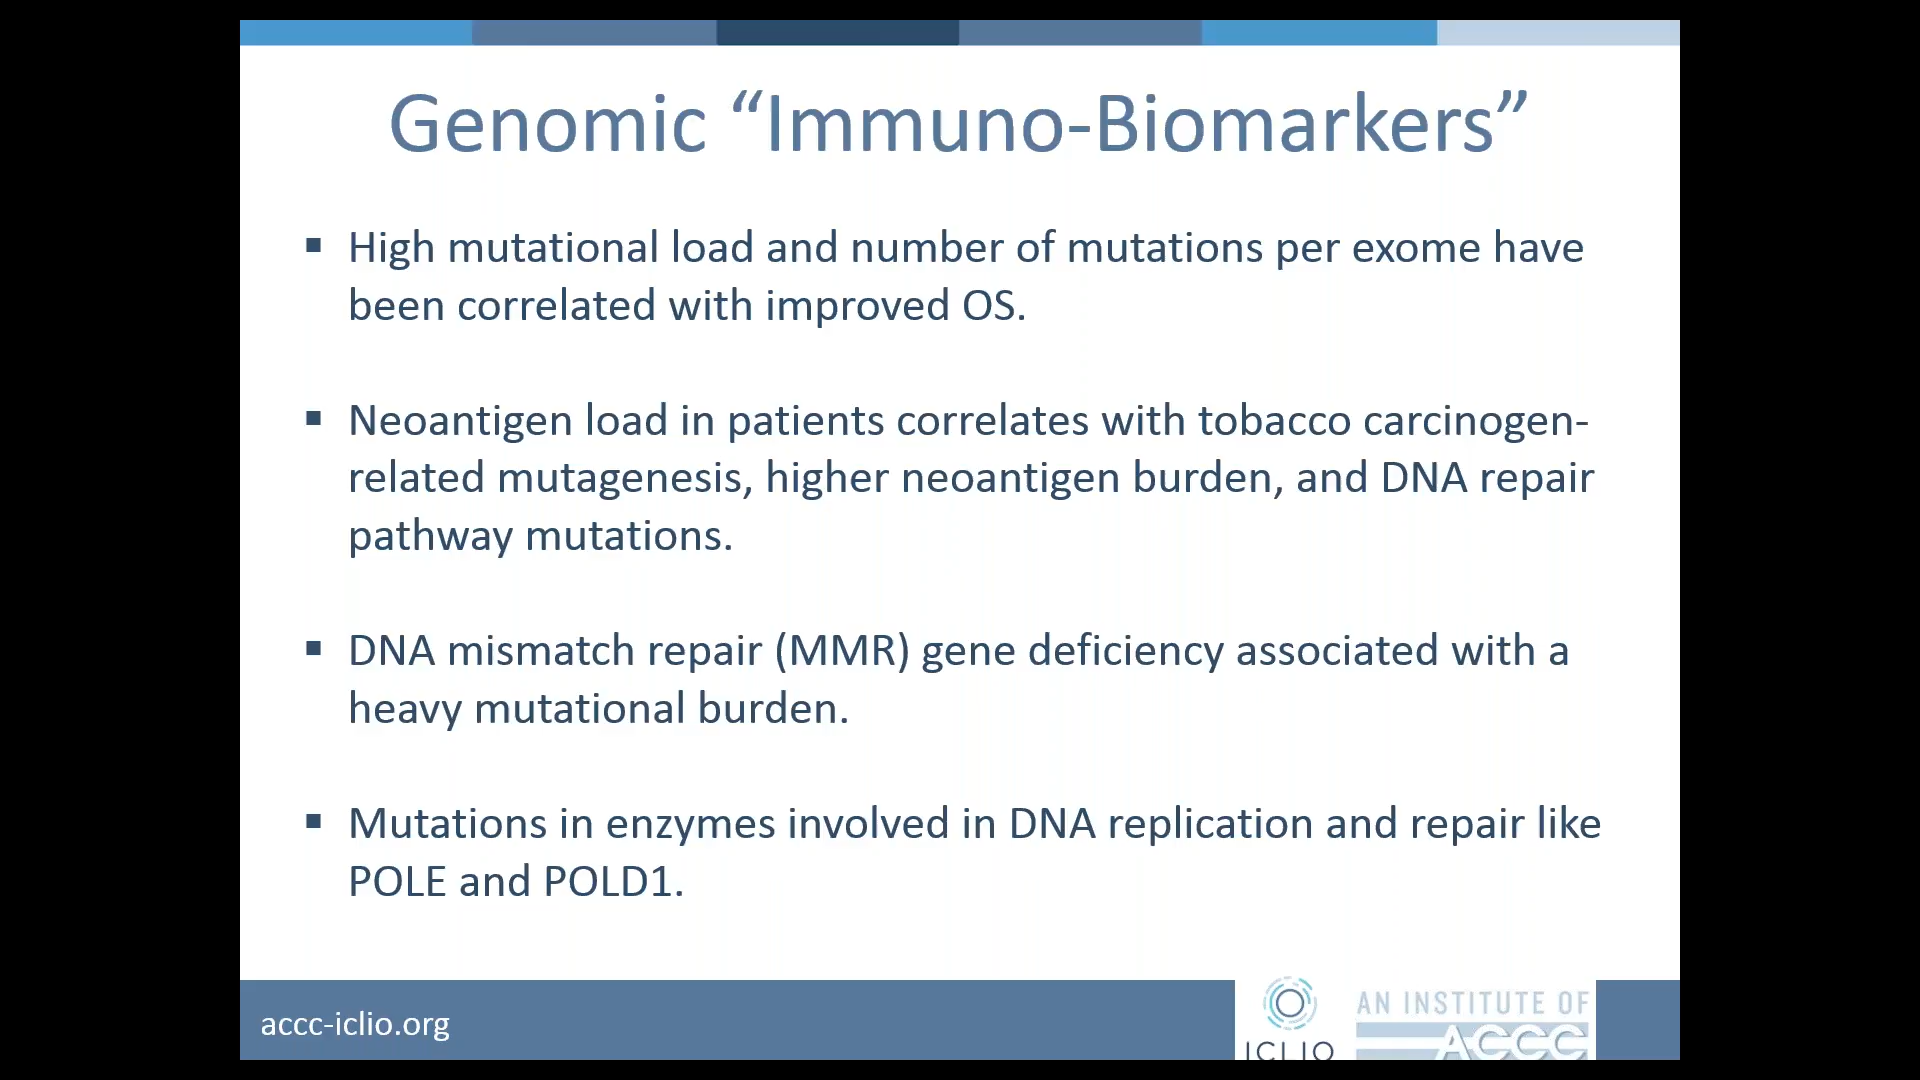 Genomic “Immuno-Biomarkers”
▪ High mutational load and number of mutations per exome have
been correlated with improved OS.
▪ Neoantigen load in patients correlates with tobacco carcinogen-
related mutagenesis, higher neoantigen burden, and DNA repair
pathway mutations.
▪ DNA mismatch repair (MMR) gene deficiency associated with a
heavy mutational burden.
▪ Mutations in enzymes involved in DNA replication and repair like
POLE and POLD1.
accc-iclio.org
ICLIO
AN INSTITUTE OF
ACCC